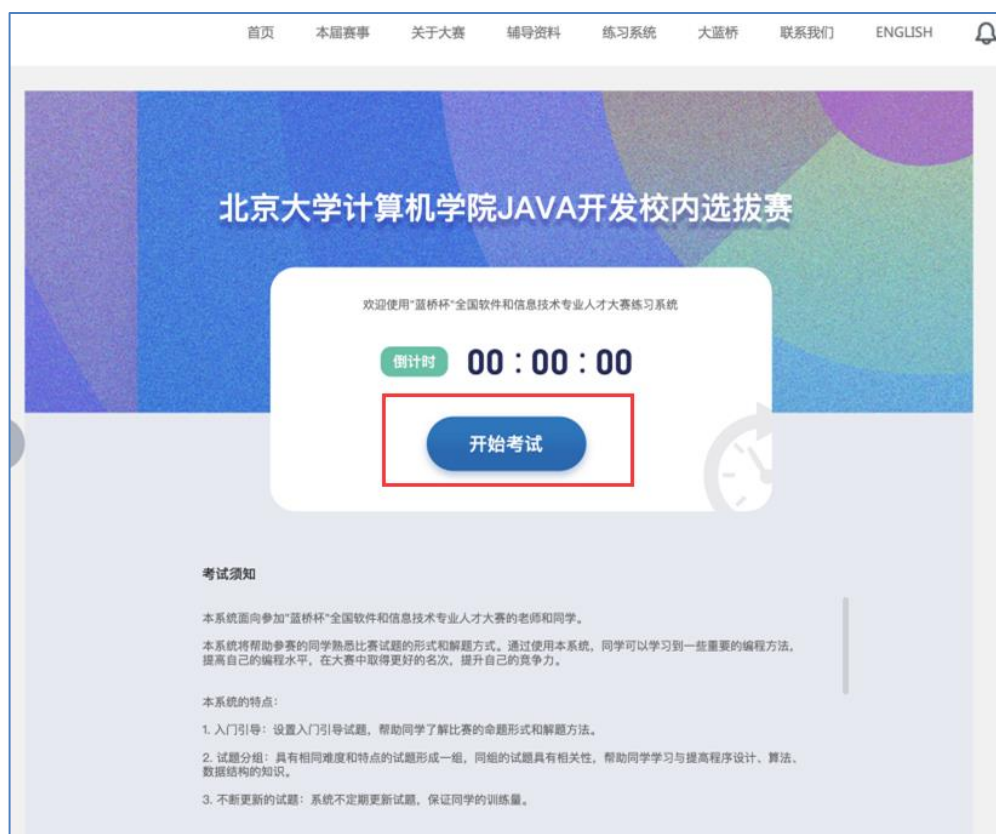 首页 本届赛事 关于大赛 辅导资料 练习系统 大蓝桥 联系我们 ENGLISH
北京大学计算机学院JAVA开发校内选拔赛
欢迎使用"蓝桥杯"全国软件和信息技术专业人才大赛练习系统
倒计时 00:00:00
开始考试
考试须知
本系统面向参加"蓝桥杯"全国软件和信息技术专业人才大赛的老师和同学。
本系统将帮助参赛的同学熟悉比赛试题的形式和解题方式。通过使用本系统，同学可以学习到一些重要的编程方法，
提高自己的编程水平，在大赛中取得更好的名次，提升自己的竞争力。
本系统的特点：
1. 入门引导：设置入门引导试题，帮助同学了解比赛的命题形式和解题方法。
2. 试题分组：具有相同难度和特点的试题形成一组，同组的试题具有相关性，帮助同学学习与提高程序设计、算法、
数据结构的知识。
3. 不断更新的试题：系统不定期更新试题，保证同学的训练量。